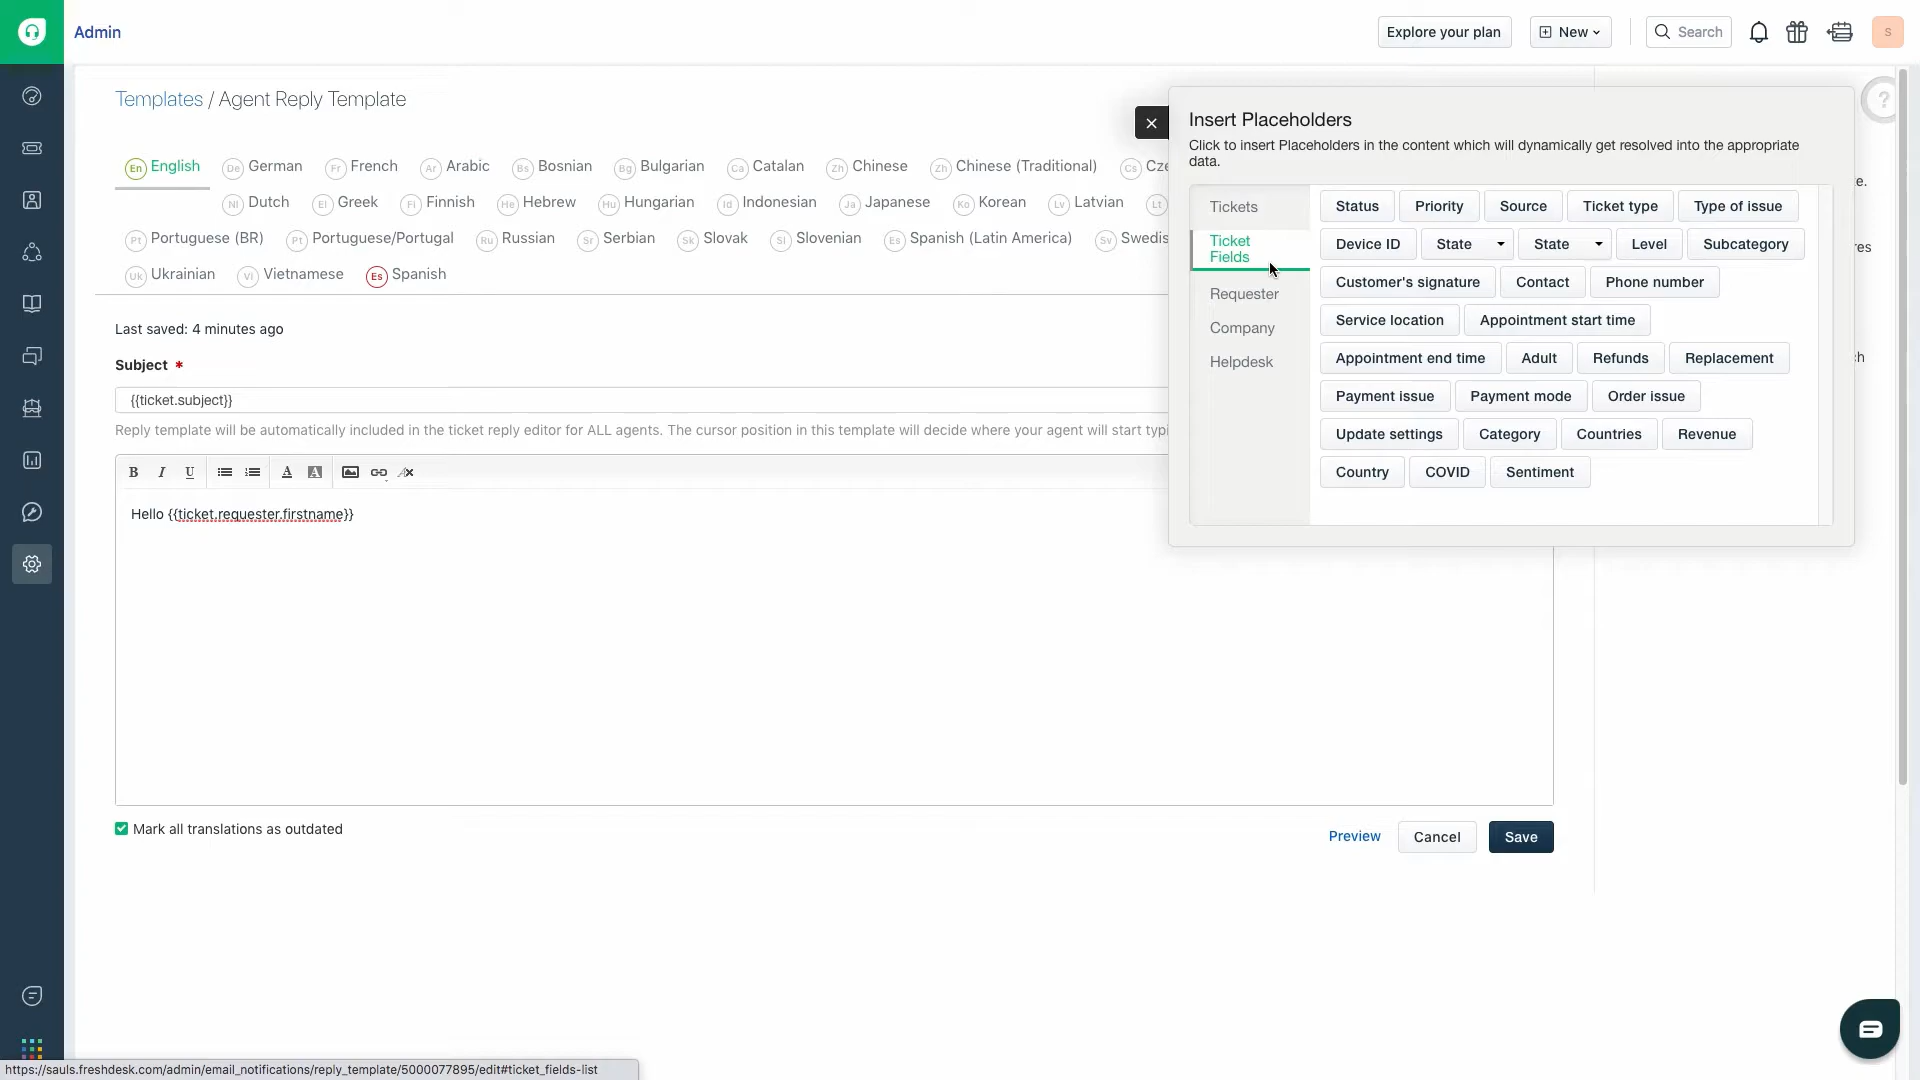 Admin
Explore your plan
New
Search
S
Templates / Agent Reply Template
En English De German Fr French Ar Arabic Bs Bosnian Bg Bulgarian Ca Catalan Zh Chinese Zh Chinese (Traditional) Cs
Nl Dutch El Greek Fi Finnish He Hebrew Hu Hungarian Id Indonesian Ja Japanese Ko Korean Lv Latvian Lt
Pt Portuguese (BR) Pt Portuguese/Portugal Ru Russian Sr Serbian Sk Slovak Sl Slovenian Es Spanish (Latin America) Sv Swedis
Uk Ukrainian Vi Vietnamese Es Spanish
Last saved: 4 minutes ago
Subject *
{{ticket.subject}}
Reply template will be automatically included in the ticket reply editor for ALL agents. The cursor position in this template will decide where your agent will start typi
B I U A A
Hello {{ticket.requester.firstname}}
Mark all translations as outdated
Preview Cancel Save
×
Insert Placeholders
Click to insert Placeholders in the content which will dynamically get resolved into the appropriate
data.
Tickets
Ticket
Fields
Requester
Company
Helpdesk
Status Priority Source Ticket type Type of issue
Device ID State State Level Subcategory
Customer's signature Contact Phone number
Service location Appointment start time
Appointment end time Adult Refunds Replacement
Payment issue Payment mode Order issue
Update settings Category Countries Revenue
Country COVID Sentiment
?
e.
es
https://sauls.freshdesk.com/admin/email_notifications/reply_template/5000077895/edit#ticket_fields-list